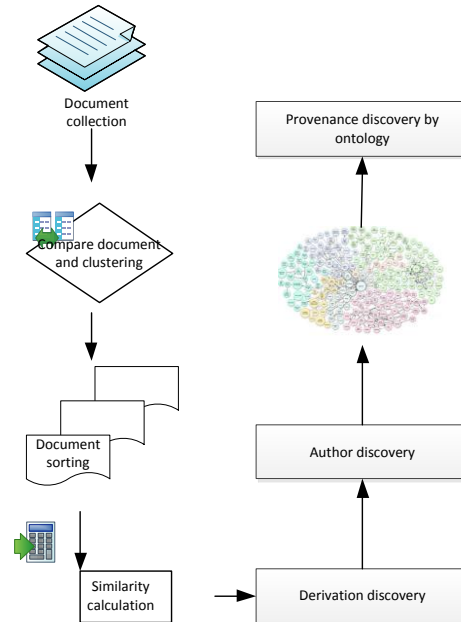 Document
collection
Compare document
and clustering
Document
sorting
Similarity
calculation
Derivation discovery
Author discovery
Provenance discovery by
ontology